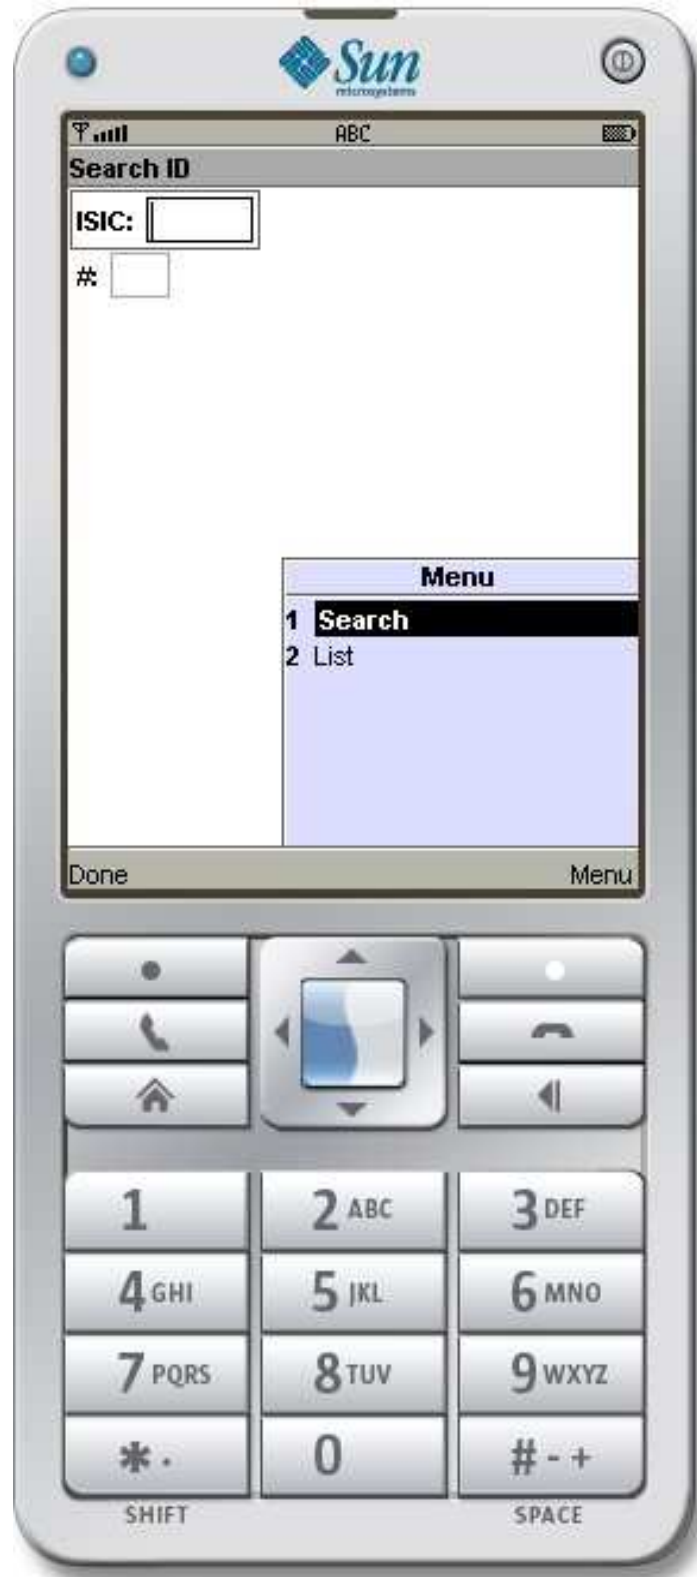 Sun
microsystems
ABC
Search ID
ISIC:
#:
Menu
1 Search
2 List
Done Menu
1 2 ABC 3 DEF
4 GHI 5 JKL 6 MNO
7 PQRS 8 TUV 9 WXYZ
* . 0 # - +
SHIFT SPACE